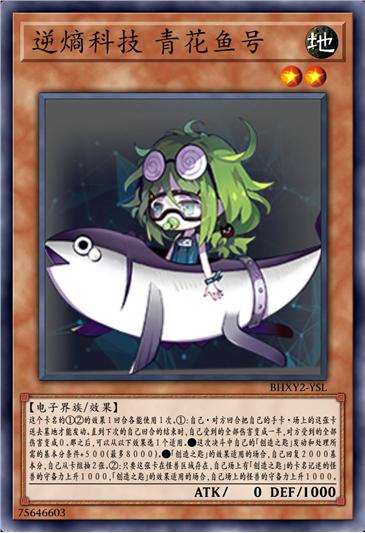 逆熵科技 青花鱼号
地
BHXY2-YSL
【电子界族/效果】
这个卡名的①②的效果1回合各能使用1次。①:自己·对方回合把自己的手卡·场上的这张卡
送去墓地才能发动。直到下次的自己回合的结束时,自己受到的全部伤害变成一半,对方受到的全部
伤害变成0。那之后,可以从以下效果选1个适用。●这次决斗中自己的「创造之匙」发动和处理所
需的基本分条件+500(最多8000)。●「创造之匙」的效果适用的场合,自己回复2000基
本分,自己从卡组抽2张。②:只要这张卡在怪兽区域存在,自己场上有「创造之匙」的卡名记述的怪兽
的守备力上升1000,「创造之匙」的效果适用的场合,自己场上的怪兽的守备力上升1000。
ATK/ 0 DEF/1000
75646603